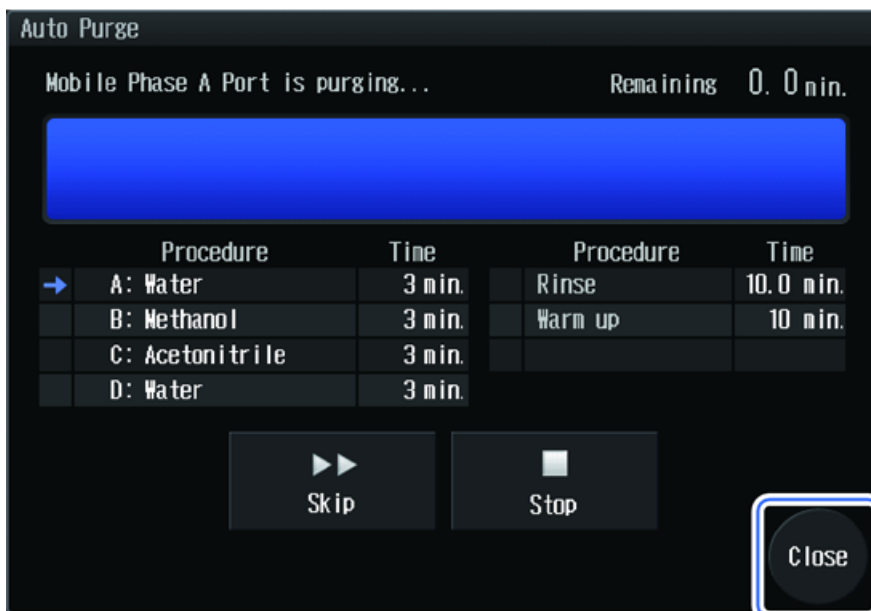 Auto Purge
Mobile Phase A Port is purging... Remaining 0.0 min.
Procedure Time Procedure Time
A: Water 3 min. Rinse 10.0 min.
B: Methanol 3 min. Warm up 10 min.
C: Acetonitrile 3 min.
D: Water 3 min.
Skip Stop
Close